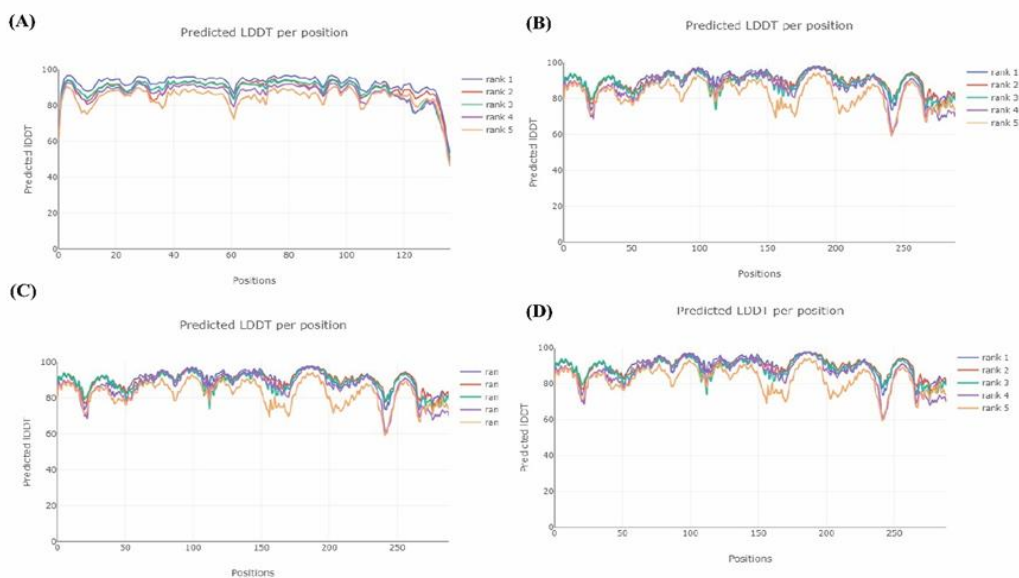 (A)
Predicted LDDT per position
100
80
60
40
20
0
Predicted lDDT
0 20 40 60 80 100 120
Positions
rank 1
rank 2
rank 3
rank 4
rank 5
(B)
Predicted LDDT per position
100
80
60
40
20
0
Predicted lDDT
0 50 100 150 200 250
Positions
rank 1
rank 2
rank 3
rank 4
rank 5
(C)
Predicted LDDT per position
100
80
60
40
20
0
Predicted lDDT
0 50 100 150 200 250
Positions
ran
ran
ran
ran
ran
(D)
Predicted LDDT per position
100
80
60
40
20
0
Predicted lDDT
0 50 100 150 200 250
Positions
rank 1
rank 2
rank 3
rank 4
rank 5